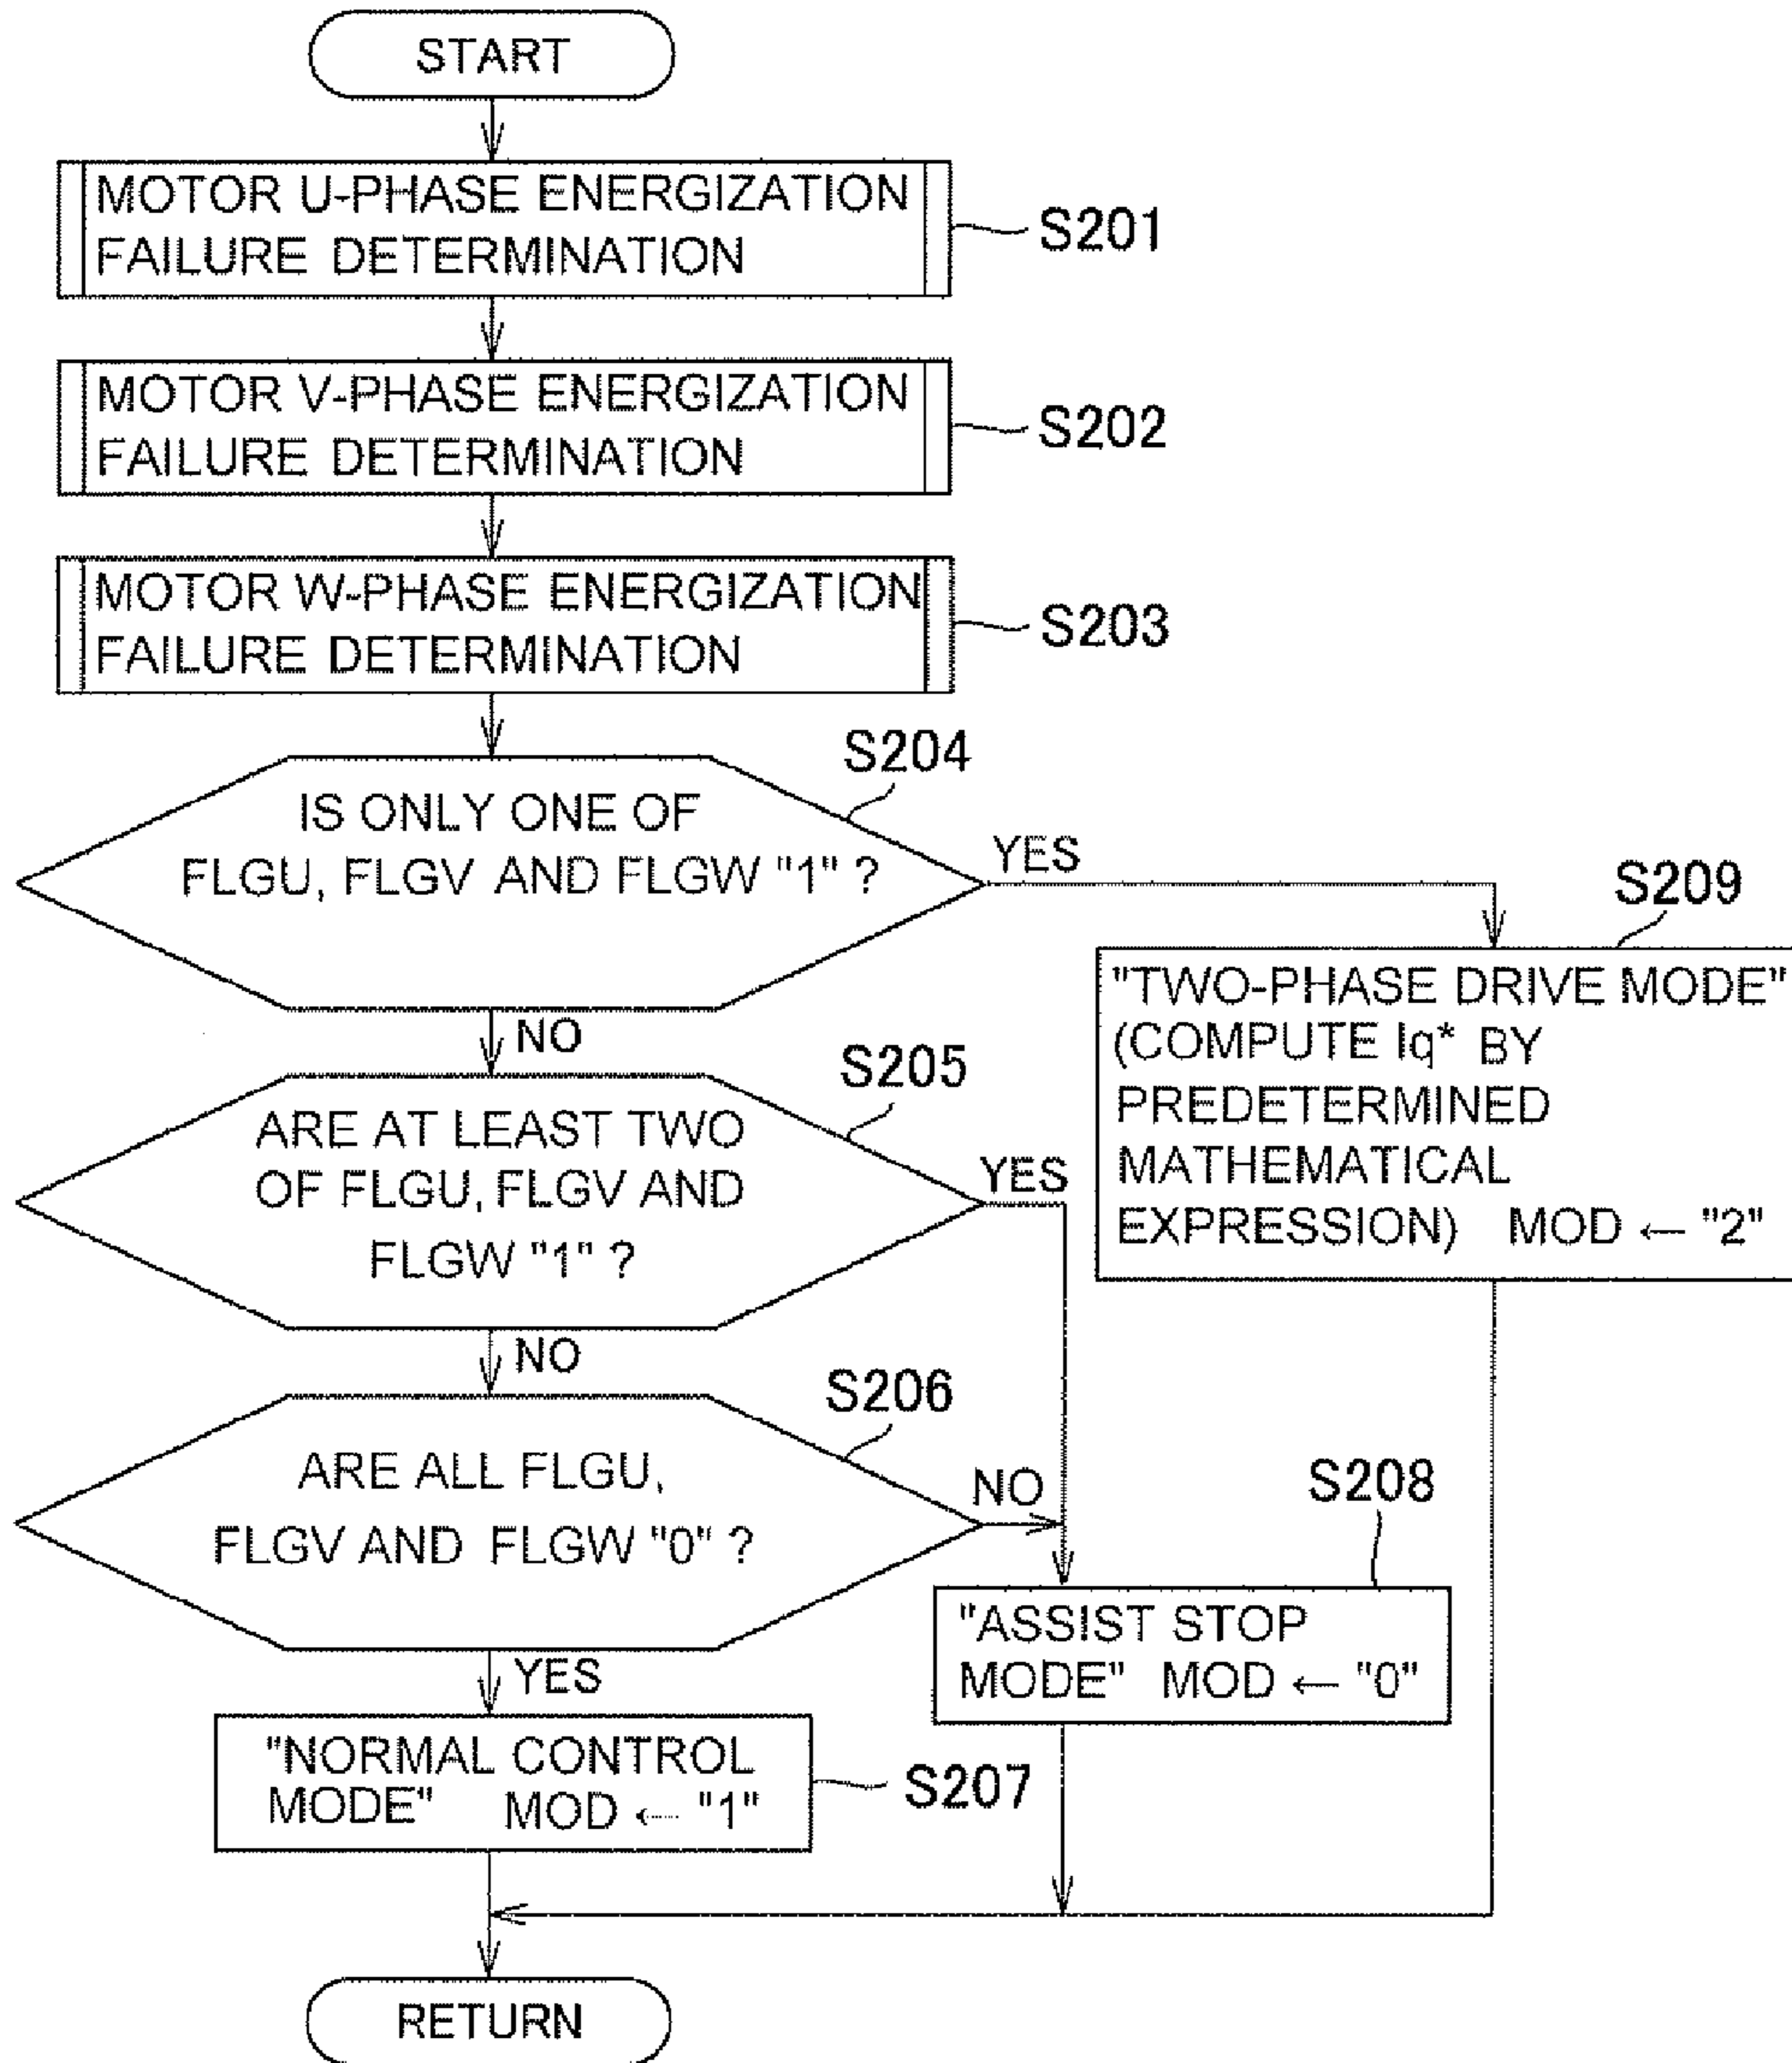 START
MOTOR U-PHASE ENERGIZATION
FAILURE DETERMINATION
S201
MOTOR V-PHASE ENERGIZATION
FAILURE DETERMINATION
S202
MOTOR W-PHASE ENERGIZATION
FAILURE DETERMINATION
S203
S204
IS ONLY ONE OF
FLGU, FLGV AND FLGW "1" ?
YES
NO
S209
"TWO-PHASE DRIVE MODE"
(COMPUTE Iq* BY
PREDETERMINED
MATHEMATICAL
EXPRESSION) MOD ← "2"
S205
ARE AT LEAST TWO
OF FLGU, FLGV AND
FLGW "1" ?
YES
NO
S206
ARE ALL FLGU,
FLGV AND FLGW "0" ?
NO
YES
S208
"ASSIST STOP
MODE" MOD ← "0"
"NORMAL CONTROL
MODE" MOD ← "1"
S207
RETURN